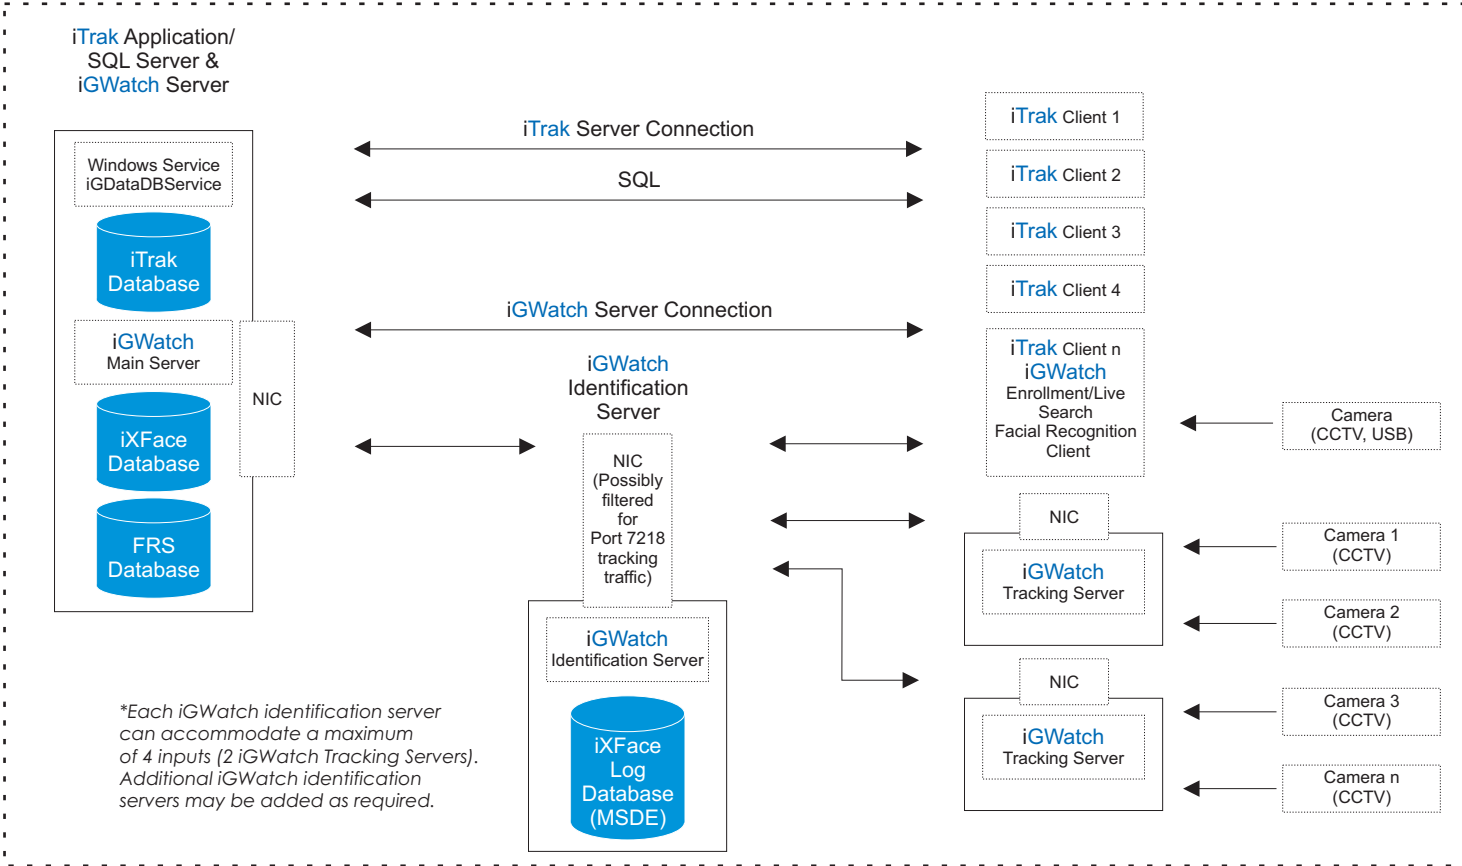 iTrak Application/
SQL Server &
iGWatch Server
Windows Service
iGDataDBService
iTrak
Database
iGWatch
Main Server
NIC
iXFace
Database
FRS
Database
iTrak Server Connection
SQL
iGWatch Server Connection
iGWatch
Identification
Server
NIC
(Possibly
filtered
for
Port 7218
tracking
traffic)
iGWatch
Identification Server
iXFace
Log
Database
(MSDE)
iTrak Client 1
iTrak Client 2
iTrak Client 3
iTrak Client 4
iTrak Client n
iGWatch
Enrollment/Live
Search
Facial Recognition
Client
NIC
iGWatch
Tracking Server
NIC
iGWatch
Tracking Server
Camera
(CCTV, USB)
Camera 1
(CCTV)
Camera 2
(CCTV)
Camera 3
(CCTV)
Camera n
(CCTV)
*Each iGWatch identification server
can accommodate a maximum
of 4 inputs (2 iGWatch Tracking Servers).
Additional iGWatch identification
servers may be added as required.